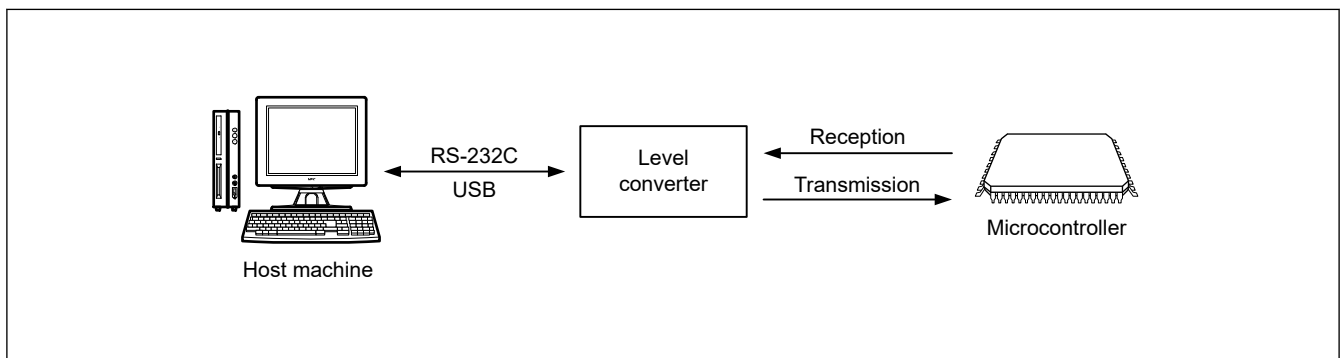 RS-232C
USB
Level
converter
Reception
Transmission
Host machine
Microcontroller